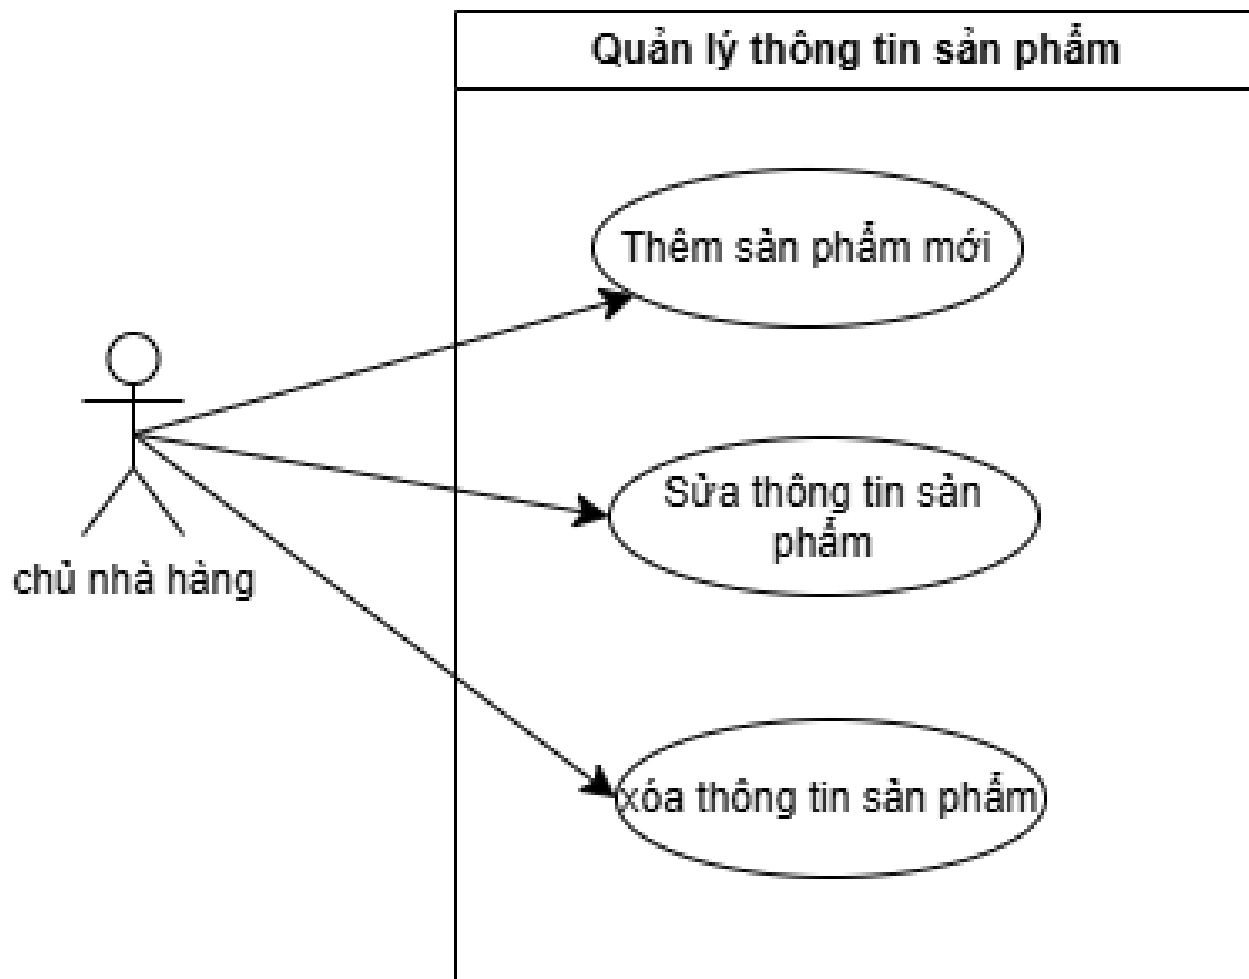 Quản lý thông tin sản phẩm
Thêm sản phẩm mới
Sửa thông tin sản
phẩm
chủ nhà hàng
xóa thông tin sản phẩm